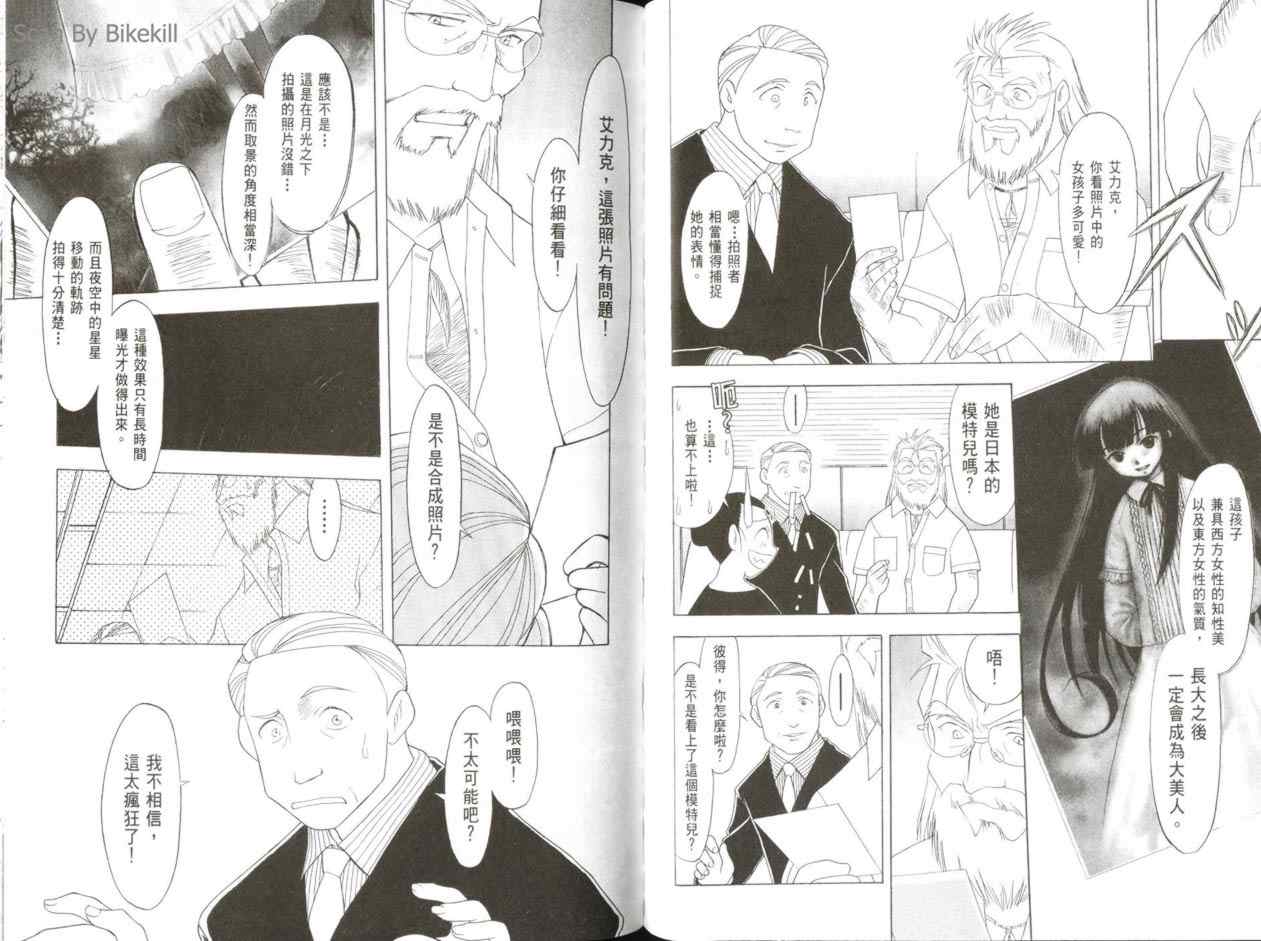 艾力克，
你看照片中的
女孩子多可愛！
嗯…拍照者
相當懂得捕捉
她的表情。
這孩子
兼具西方女性的知性美
以及東方女性的氣質，
長大之後
一定會成為大美人。
她是日本的
模特兒嗎？
呃？
…這…
也算不上啦！
唔！
彼得，你怎麼啦？
是不是看上了這個模特兒？
艾力克，這張照片有問題！
你仔細看看！
應該不是…
這是在月光之下
拍攝的照片沒錯…
然而取景的角度相當深！
而且夜空中的星星
移動的軌跡
拍得十分清楚…
這種效果只有長時間
曝光才做得出來。
是不是合成照片？
……
喂喂喂！
不太可能吧？
我不相信，
這太瘋狂了！
By Bikekill